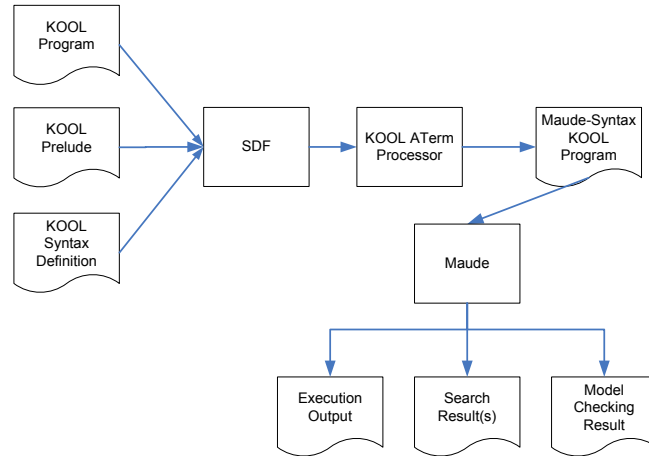 KOOL
Program
KOOL
Prelude
KOOL
Syntax
Definition
SDF
KOOL ATerm
Processor
Maude-Syntax
KOOL
Program
Maude
Execution
Output
Search
Result(s)
Model
Checking
Result